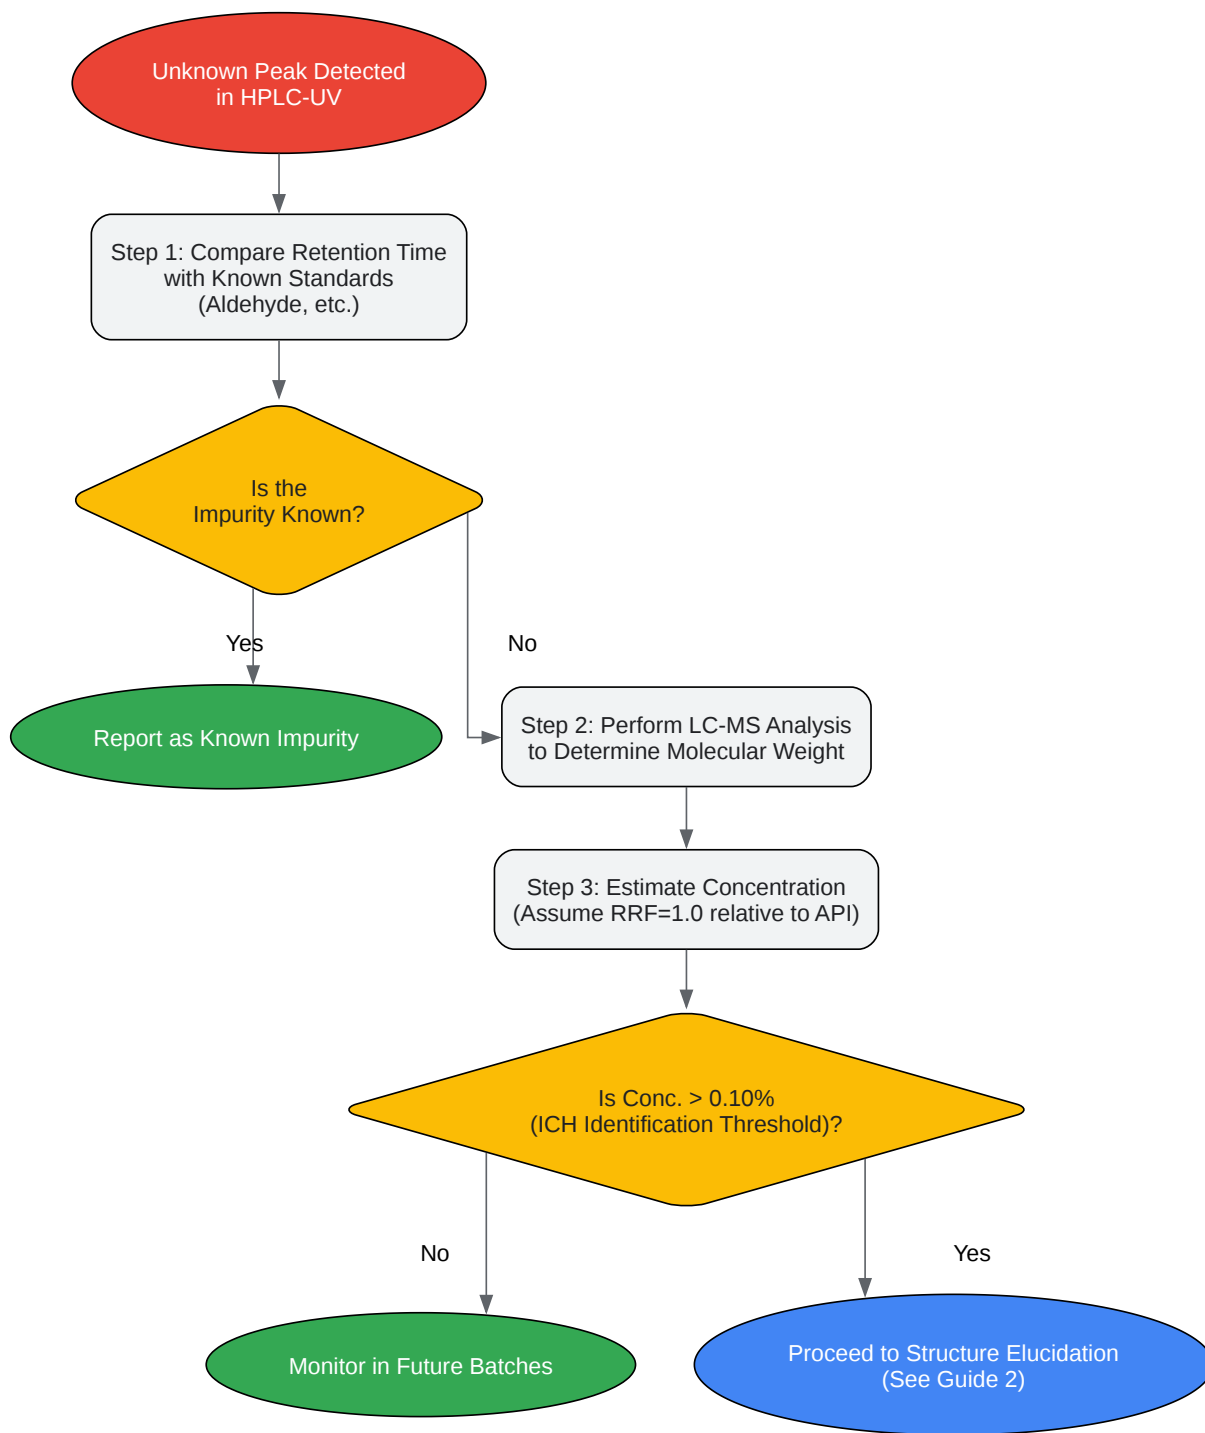 Unknown Peak Detected
in HPLC-UV
Step 1: Compare Retention Time
with Known Standards
(Aldehyde, etc.)
Is the
Impurity Known?
Yes
No
Report as Known Impurity
Step 2: Perform LC-MS Analysis
to Determine Molecular Weight
Step 3: Estimate Concentration
(Assume RRF=1.0 relative to API)
Is Conc. > 0.10%
(ICH Identification Threshold)?
No
Yes
Monitor in Future Batches
Proceed to Structure Elucidation
(See Guide 2)